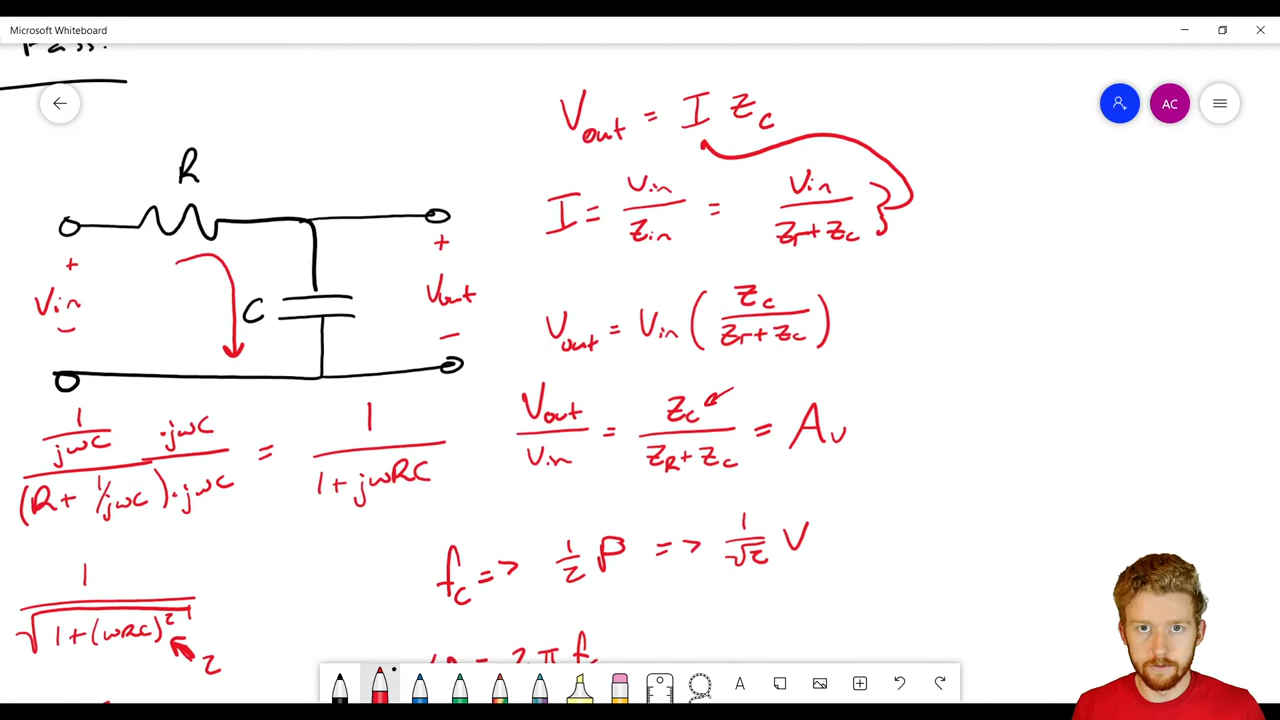 Microsoft Whiteboard
Pass:
AC
R
+
Vin
−
C
+
Vout
−
Vout = I Zc
I = Vin/Zin = Vin/(Zr+Zc)
Vout = Vin (Zc/(Zr+Zc))
Vout/Vin = Zc/(ZR+Zc) = Av
(1/jωC · jωC)/((R+1/jωC)·jωC) = 1/(1+jωRC)
fc => 1/2 P => 1/√2 V
1/√(1+(ωRC)²)
2
= 2πf
A